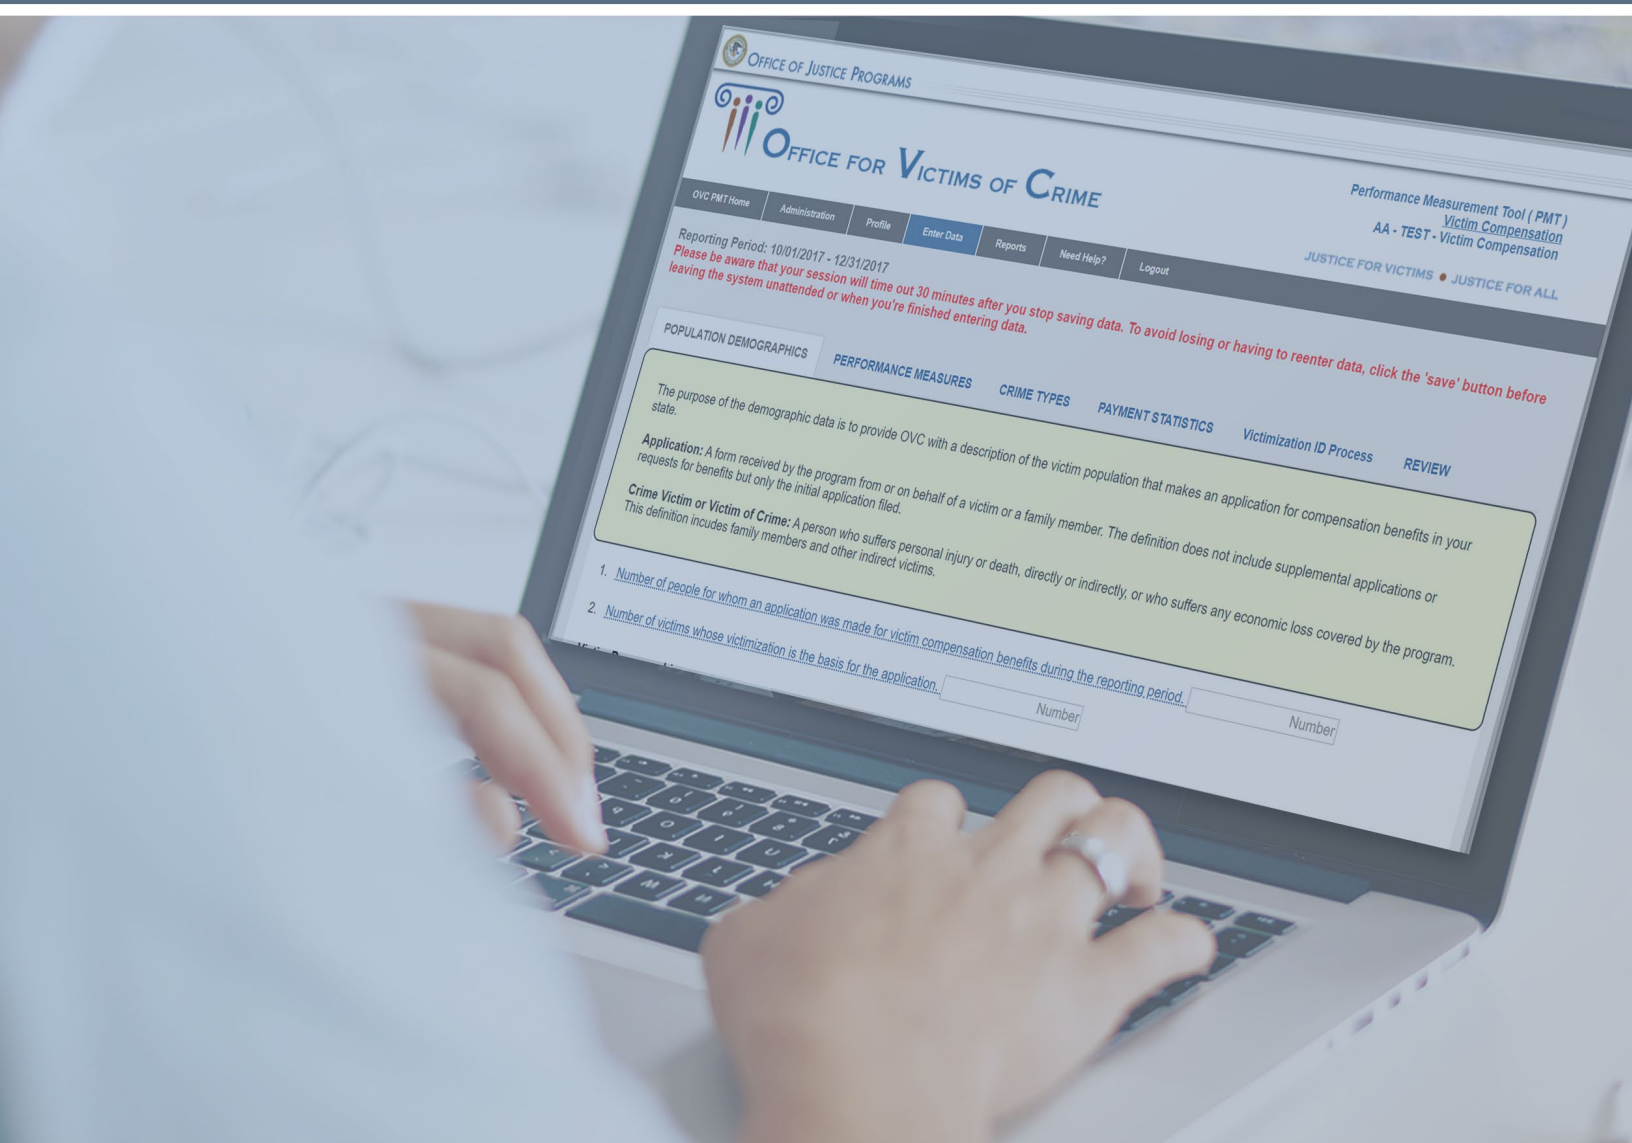 OFFICE OF JUSTICE PROGRAMS
OFFICE FOR VICTIMS OF CRIME
Performance Measurement Tool ( PMT )
Victim Compensation
AA - TEST - Victim Compensation
JUSTICE FOR VICTIMS ● JUSTICE FOR ALL
OVC PMT Home Administration Profile Enter Data Reports Need Help? Logout
Reporting Period: 10/01/2017 - 12/31/2017
Please be aware that your session will time out 30 minutes after you stop saving data. To avoid losing or having to reenter data, click the 'save' button before
leaving the system unattended or when you're finished entering data.
POPULATION DEMOGRAPHICS PERFORMANCE MEASURES CRIME TYPES PAYMENT STATISTICS Victimization ID Process REVIEW
The purpose of the demographic data is to provide OVC with a description of the victim population that makes an application for compensation benefits in your
state.
Application: A form received by the program from or on behalf of a victim or a family member. The definition does not include supplemental applications or
requests for benefits but only the initial application filed.
Crime Victim or Victim of Crime: A person who suffers personal injury or death, directly or indirectly, or who suffers any economic loss covered by the program.
This definition incudes family members and other indirect victims.
1. Number of people for whom an application was made for victim compensation benefits during the reporting period. Number
2. Number of victims whose victimization is the basis for the application. Number